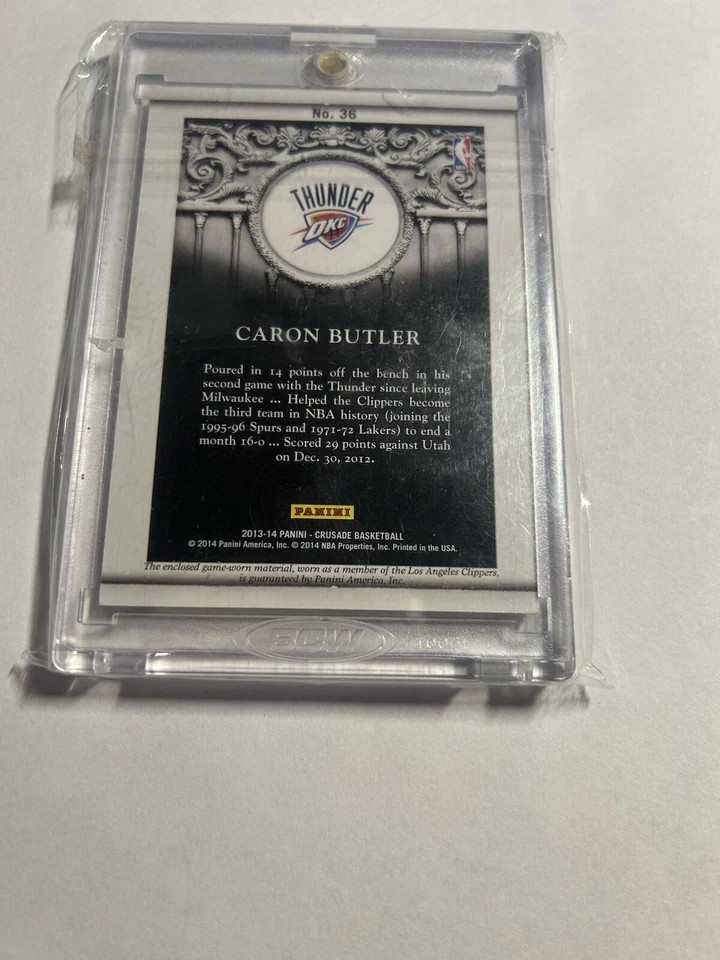 No. 36
THUNDER
OKC
CARON BUTLER
Poured in 14 points off the bench in his
second game with the Thunder since leaving
Milwaukee ... Helped the Clippers become
the third team in NBA history (joining the
1995-96 Spurs and 1971-72 Lakers) to end a
month 16-0 ... Scored 29 points against Utah
on Dec. 30, 2012.
PANINI
2013-14 PANINI - CRUSADE BASKETBALL
© 2014 Panini America, Inc. © 2014 NBA Properties, Inc. Printed in the USA.
The enclosed game-worn material, worn as a member of the Los Angeles Clippers,
is guaranteed by Panini America, Inc.
BCW